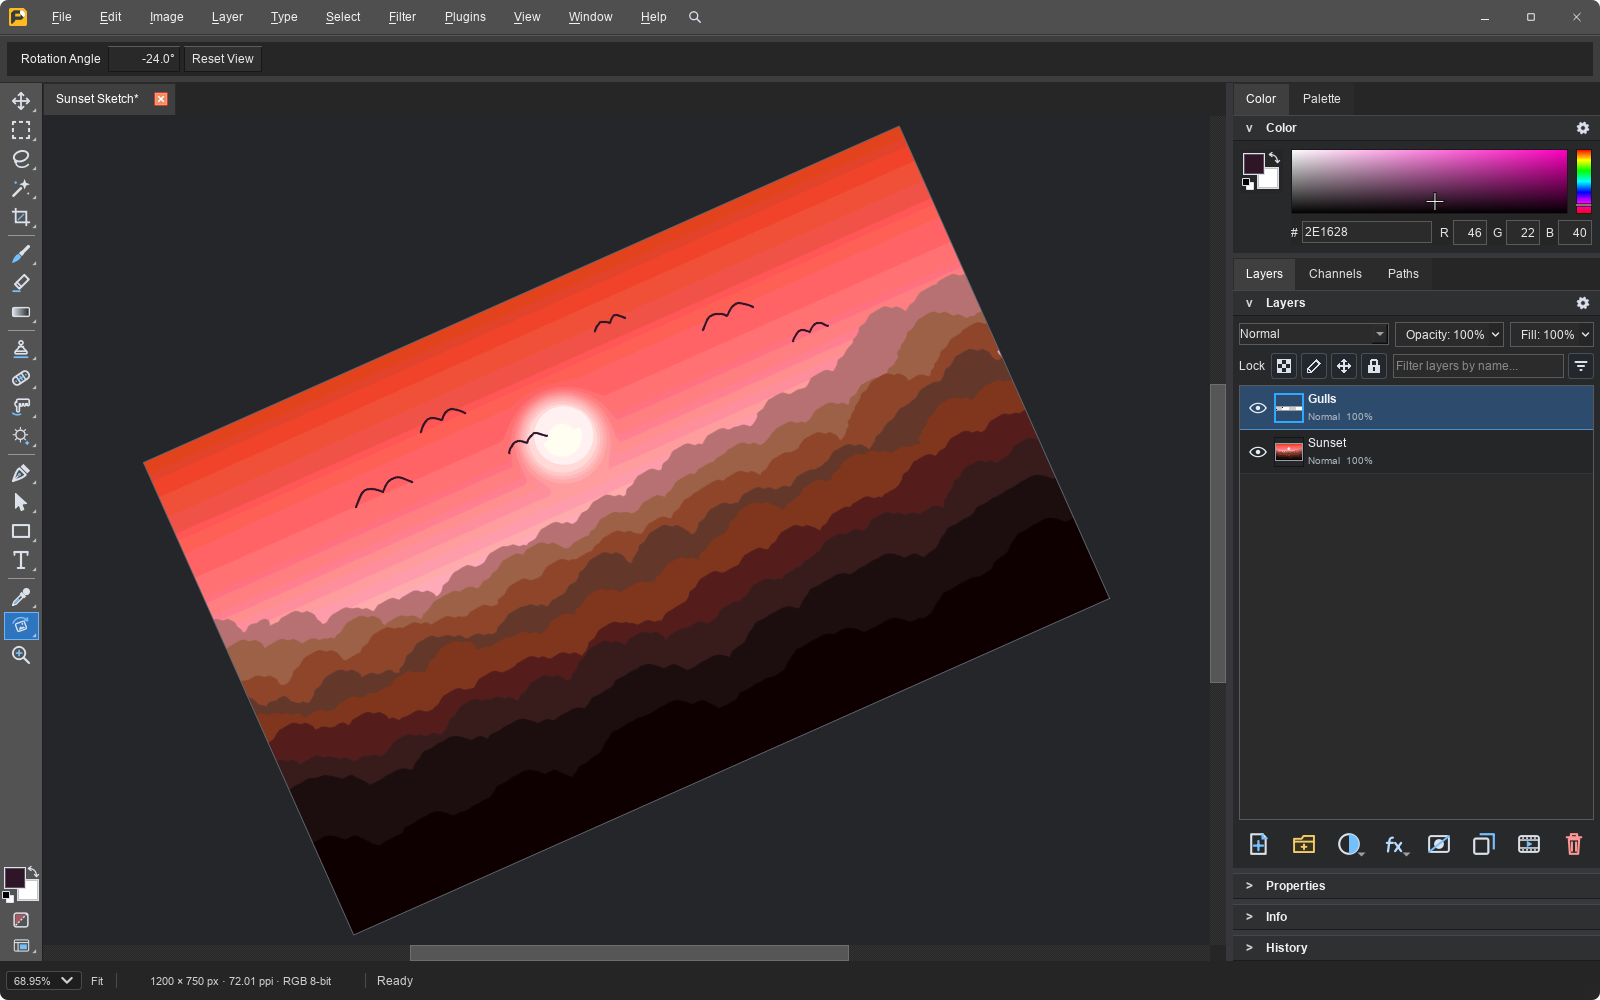 File Edit Image Layer Type Select Filter Plugins View Window Help
Rotation Angle -24.0° Reset View
Sunset Sketch*
Color Palette
v Color
# 2E1628 R 46 G 22 B 40
Layers Channels Paths
v Layers
Normal Opacity: 100% Fill: 100%
Lock Filter layers by name...
Gulls
Normal 100%
Sunset
Normal 100%
fx
> Properties
> Info
> History
68.95% Fit 1200 × 750 px · 72.01 ppi · RGB 8-bit Ready